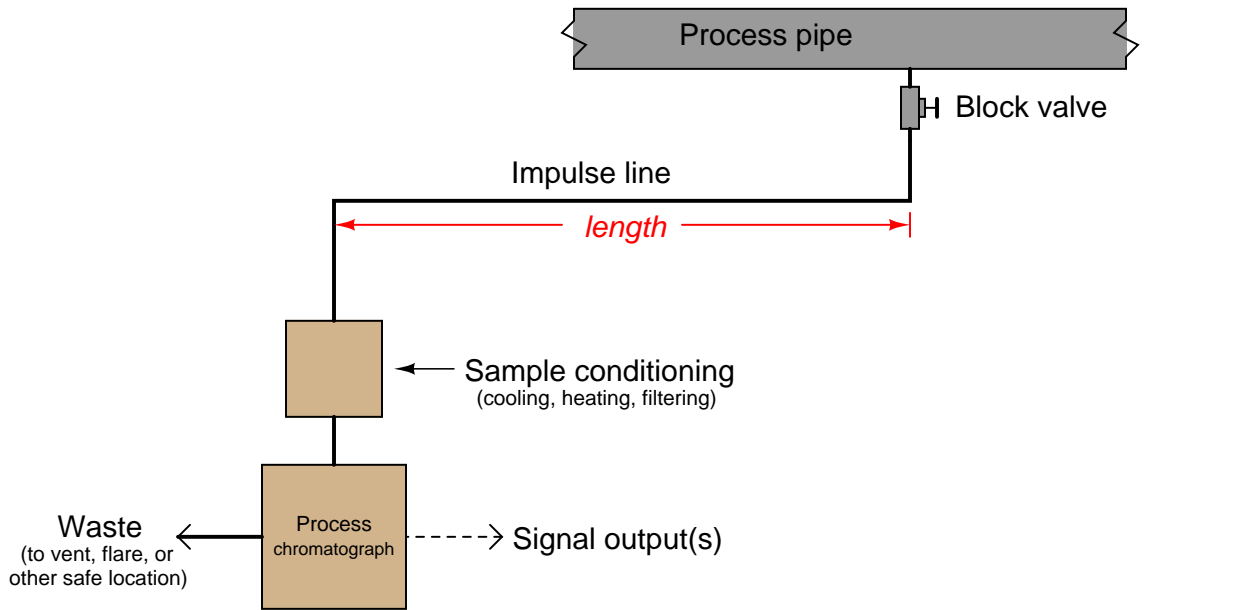 Process pipe
Block valve
Impulse line
length
Sample conditioning
(cooling, heating, filtering)
Process
chromatograph
Waste
(to vent, flare, or
other safe location)
Signal output(s)